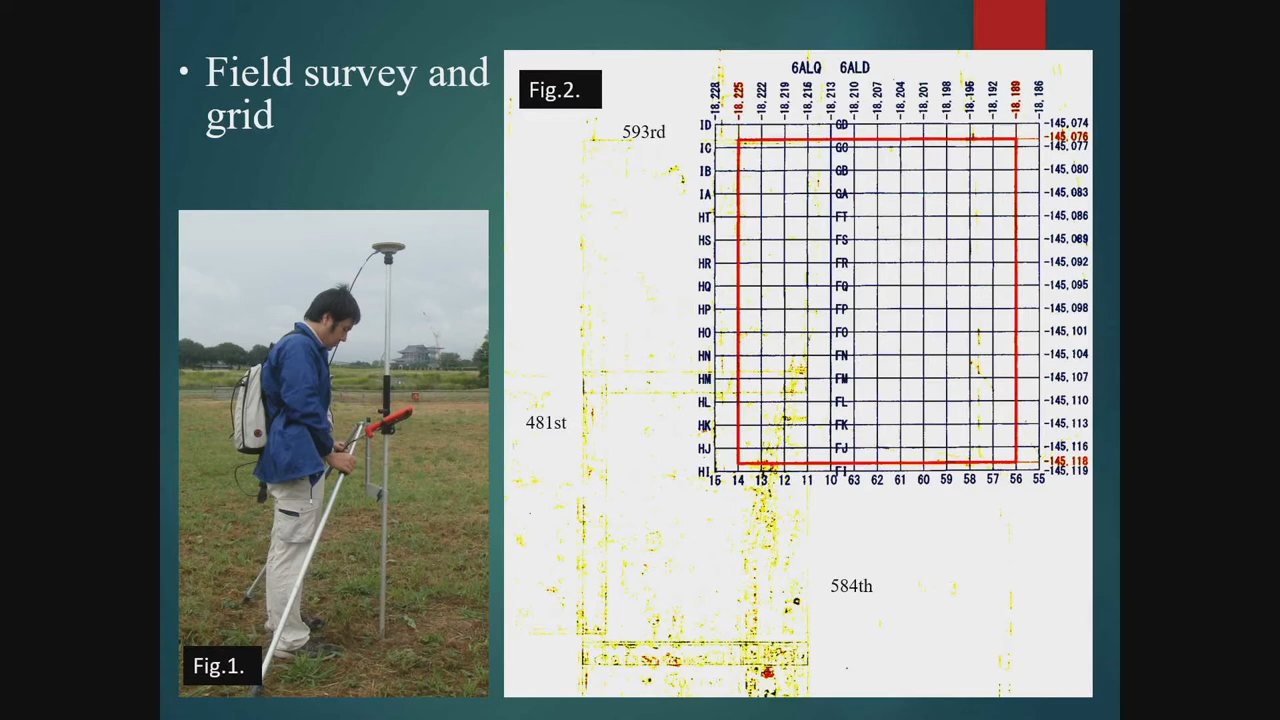 • Field survey and
grid
Fig.1.
Fig.2.
6ALQ 6ALD
-18,228 -18,225 -18,222 -18,219 -18,216 -18,213 -18,210 -18,207 -18,204 -18,201 -18,198 -18,195 -18,192 -18,189 -18,186
593rd
ID GD -145,074
-145,076
IC GC -145,077
IB GB -145,080
IA GA -145,083
HT FT -145,086
HS FS -145,089
HR FR -145,092
HQ FQ -145,095
HP FP -145,098
HO FO -145,101
HN FN -145,104
HM FM -145,107
HL FL -145,110
481st
HK FK -145,113
HJ FJ -145,116
-145,118
HI FI -145,119
15 14 13 12 11 10 63 62 61 60 59 58 57 56 55
584th